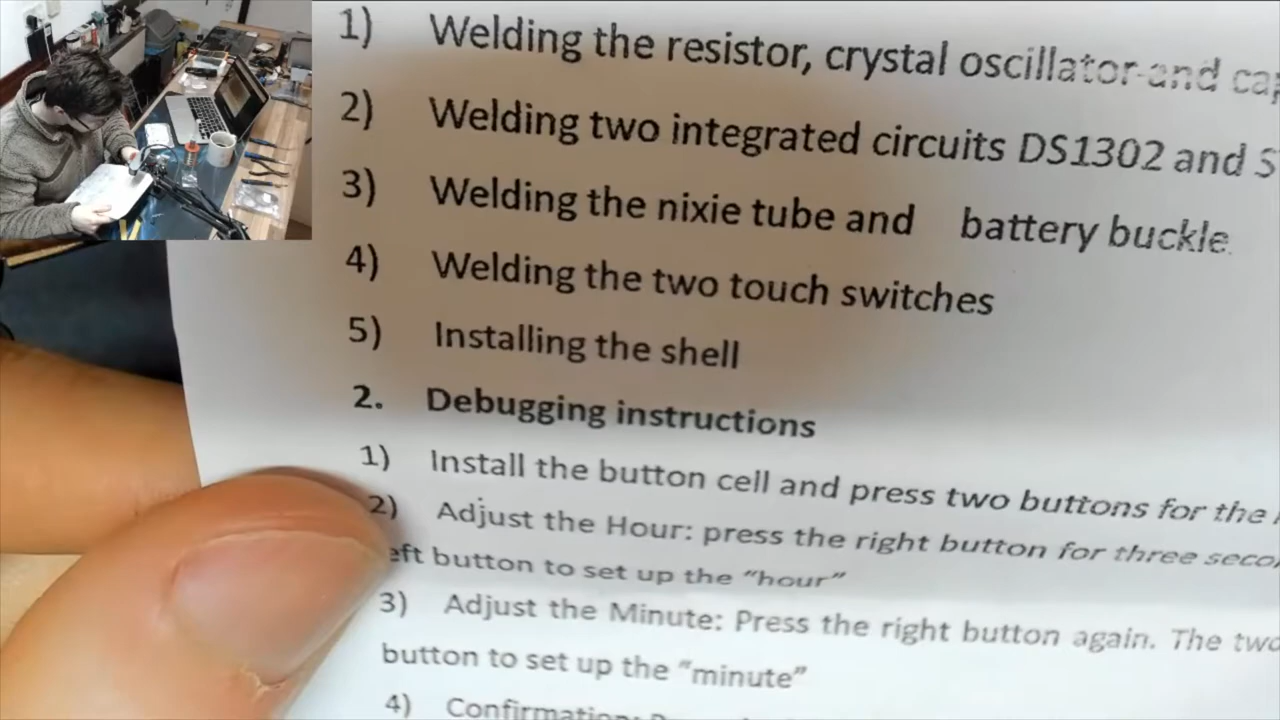 1) Welding the resistor, crystal oscillator and
2) Welding two integrated circuits DS1302 and
3) Welding the nixie tube and battery buckle.
4) Welding the two touch switches
5) Installing the shell
2. Debugging instructions
1) Install the button cell and press two buttons for the
2) Adjust the Hour: press the right button for three
button to set up the "hour"
3) Adjust the Minute: Press the right button again. The
button to set up the "minute"
4)